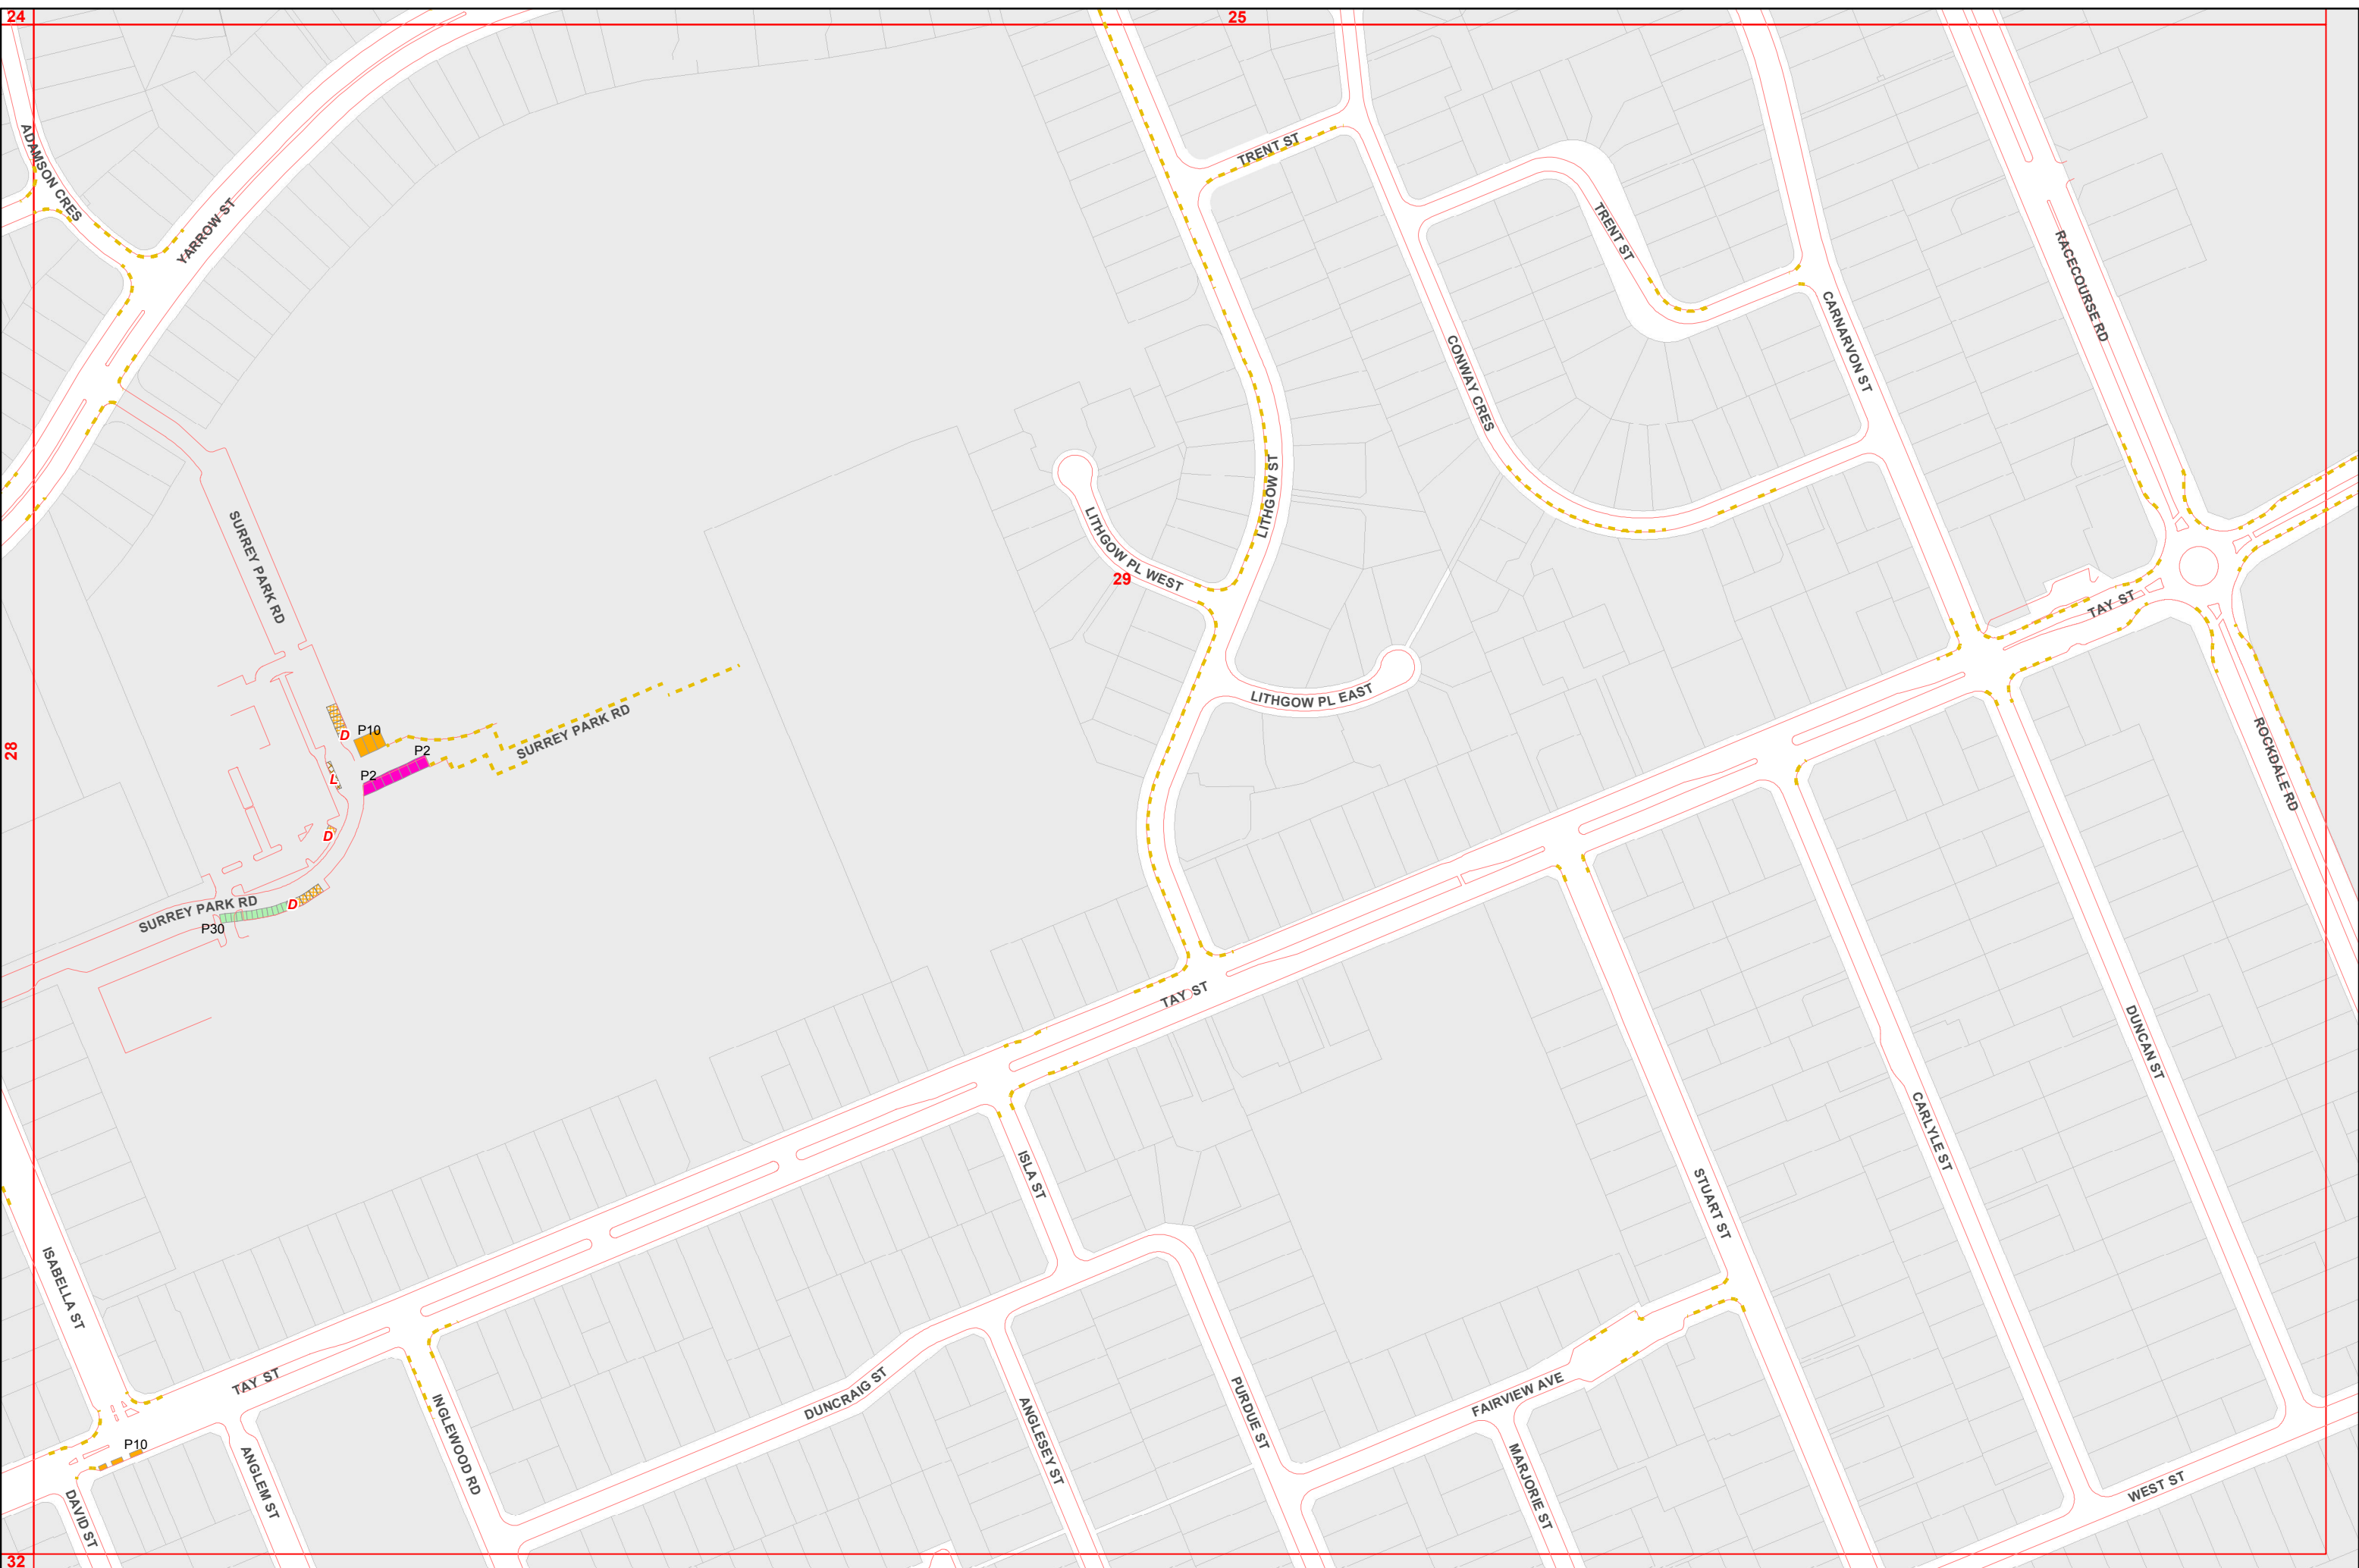 24
25
ADAMSON CRES
YARROW ST
TRENT ST
TRENT ST
RACECOURSE RD
CARNARVON ST
CONWAY CRES
LITHGOW ST
SURREY PARK RD
LITHGOW PL WEST
29
TAY ST
LITHGOW PL EAST
SURREY PARK RD
ROCKDALE RD
D
P10
28
P2
P2
L
D
D
SURREY PARK RD
P30
TAY ST
DUNCAN ST
CARLYLE ST
ISLA ST
STUART ST
ISABELLA ST
TAY ST
DUNCRAIG ST
FAIRVIEW AVE
INGLEWOOD RD
ANGLESEY ST
PURDUE ST
P10
ANGLEM ST
MARJORIE ST
WEST ST
DAVID ST
32